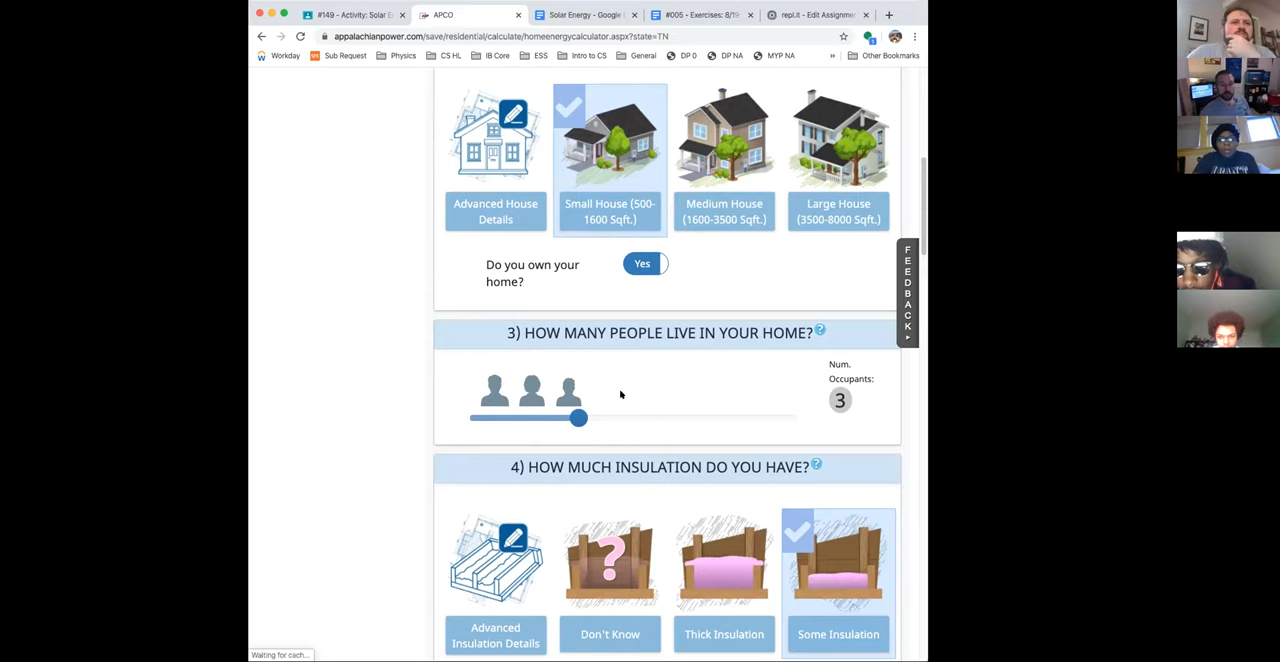 #149 - Activity: Solar E
APCO
Solar Energy - Google
#005 - Exercises: 8/19
repl.it - Edit Assignme
appalachianpower.com/save/residential/calculate/homeenergycalculator.aspx?state=TN
Workday
Sub Request
Physics
CS HL
IB Core
ESS
Intro to CS
General
DP 0
DP NA
MYP NA
»
Other Bookmarks
Advanced House
Details
Small House (500-
1600 Sqft.)
Medium House
(1600-3500 Sqft.)
Large House
(3500-8000 Sqft.)
Do you own your
home?
Yes
FEEDBACK
3) HOW MANY PEOPLE LIVE IN YOUR HOME?
?
Num.
Occupants:
3
4) HOW MUCH INSULATION DO YOU HAVE?
?
?
Advanced
Insulation Details
Don't Know
Thick Insulation
Some Insulation
Waiting for cach...